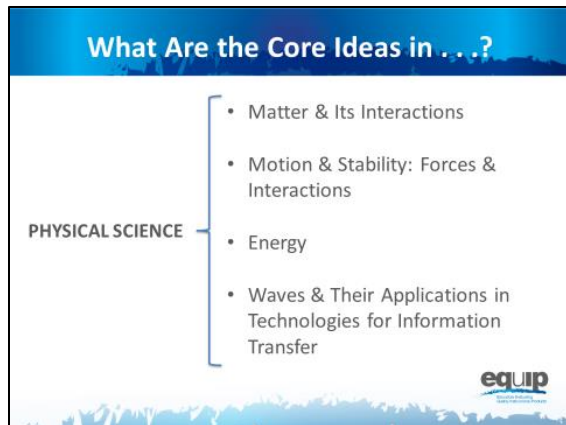 What Are the Core Ideas in . . .?
• Matter & Its Interactions
• Motion & Stability: Forces &
Interactions
PHYSICAL SCIENCE
• Energy
• Waves & Their Applications in
Technologies for Information
Transfer
equip